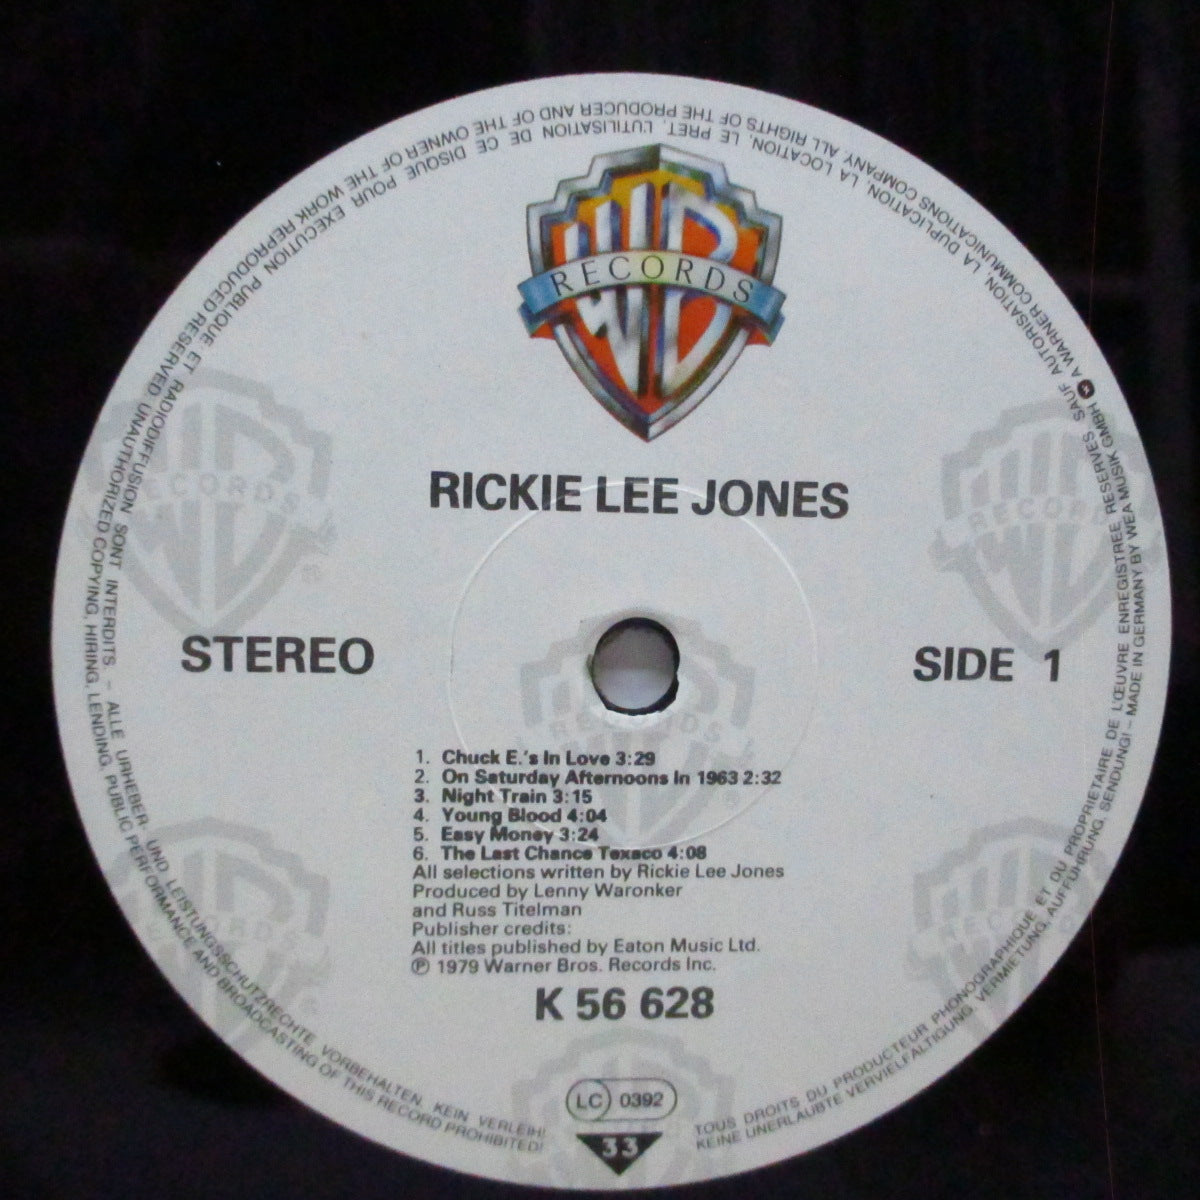 WB
RECORDS
RICKIE LEE JONES
STEREO
SIDE 1
1. Chuck E.'s In Love 3:29
2. On Saturday Afternoons In 1963 2:32
3. Night Train 3:15
4. Young Blood 4:04
5. Easy Money 3:24
6. The Last Chance Texaco 4:08
All selections written by Rickie Lee Jones
Produced by Lenny Waronker
and Russ Titelman
Publisher credits:
All titles published by Eaton Music Ltd.
℗ 1979 Warner Bros. Records Inc.
K 56 628
LC 0392
33
TOUS DROITS DU PRODUCTEUR PHONOGRAPHIQUE ET DU PROPRIETAIRE DE L'ŒUVRE ENREGISTREE RESERVES. SAUF AUTORISATION, LA DUPLICATION, LA LOCATION, LE PRET, L'UTILISATION DE CE DISQUE POUR EXECUTION PUBLIQUE ET RADIODIFFUSION SONT INTERDITS. – ALLE URHEBER- UND LEISTUNGSSCHUTZRECHTE VORBEHALTEN. KEIN VERLEIH!
KEINE UNERLAUBTE VERVIELFÄLTIGUNG, VERMIETUNG, AUFFÜHRUNG, SENDUNG! – MADE IN GERMANY BY WEA MUSIK GMBH A WARNER COMMUNICATIONS COMPANY. ALL RIGHTS OF THE PRODUCER AND OF THE OWNER OF THE WORK REPRODUCED RESERVED. UNAUTHORIZED COPYING, HIRING, LENDING, PUBLIC PERFORMANCE AND BROADCASTING OF THIS RECORD PROHIBITED!